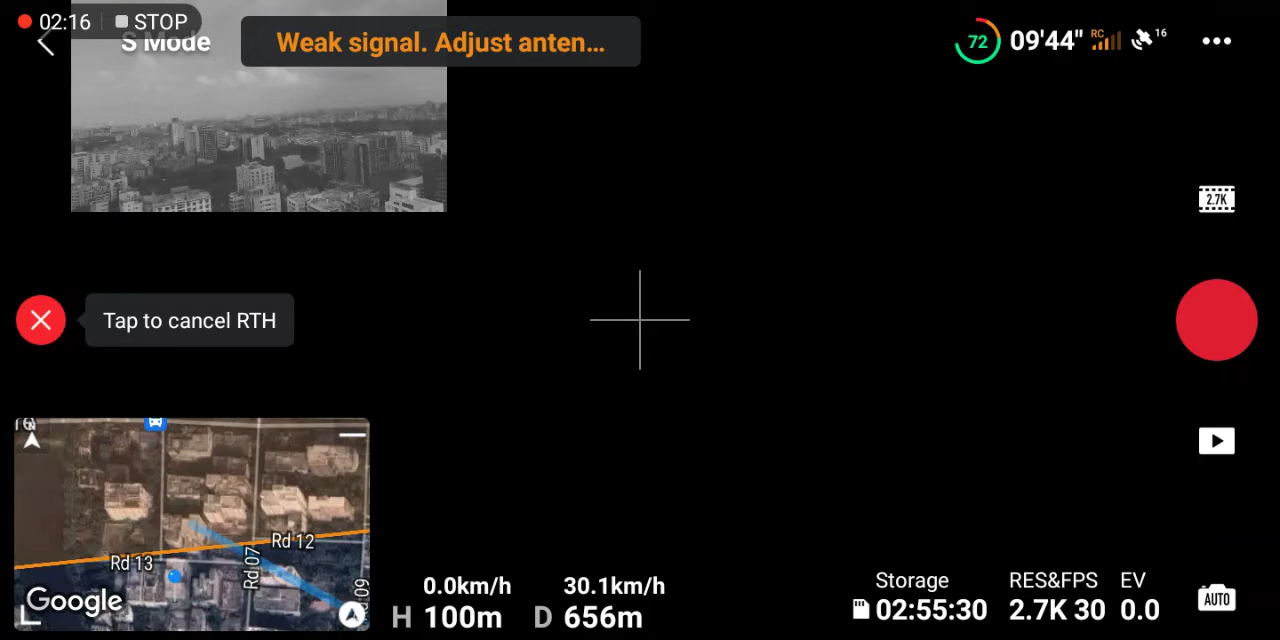 02:16 STOP
S Mode
Weak signal. Adjust anten...
72 09'44" RC 16
2.7K
Tap to cancel RTH
N
Rd 12
Rd 13
Rd 07
Google
0.0km/h 30.1km/h
H 100m D 656m
Storage RES&FPS EV
02:55:30 2.7K 30 0.0
AUTO